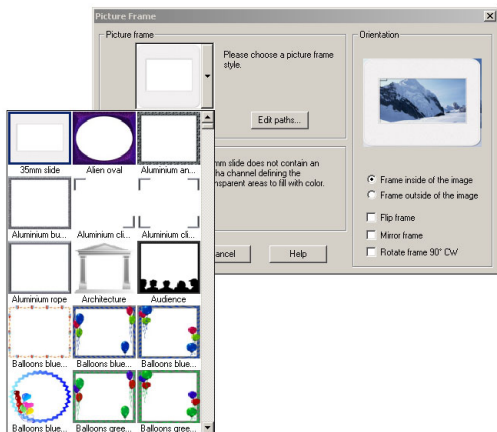 Picture Frame
Picture frame
Please choose a picture frame
style.
Edit paths...
Orientation
Frame inside of the image
Frame outside of the image
Flip frame
Mirror frame
Rotate frame 90° CW
mm slide does not contain an
ha channel defining the
nsparent areas to fill with color.
ancel
Help
35mm slide
Alien oval
Aluminium an...
Aluminium bu...
Aluminium cli...
Aluminium cli...
Aluminium rope
Architecture
Audience
Balloons blue...
Balloons blue...
Balloons blue...
Balloons blue...
Balloons gree...
Balloons gree...